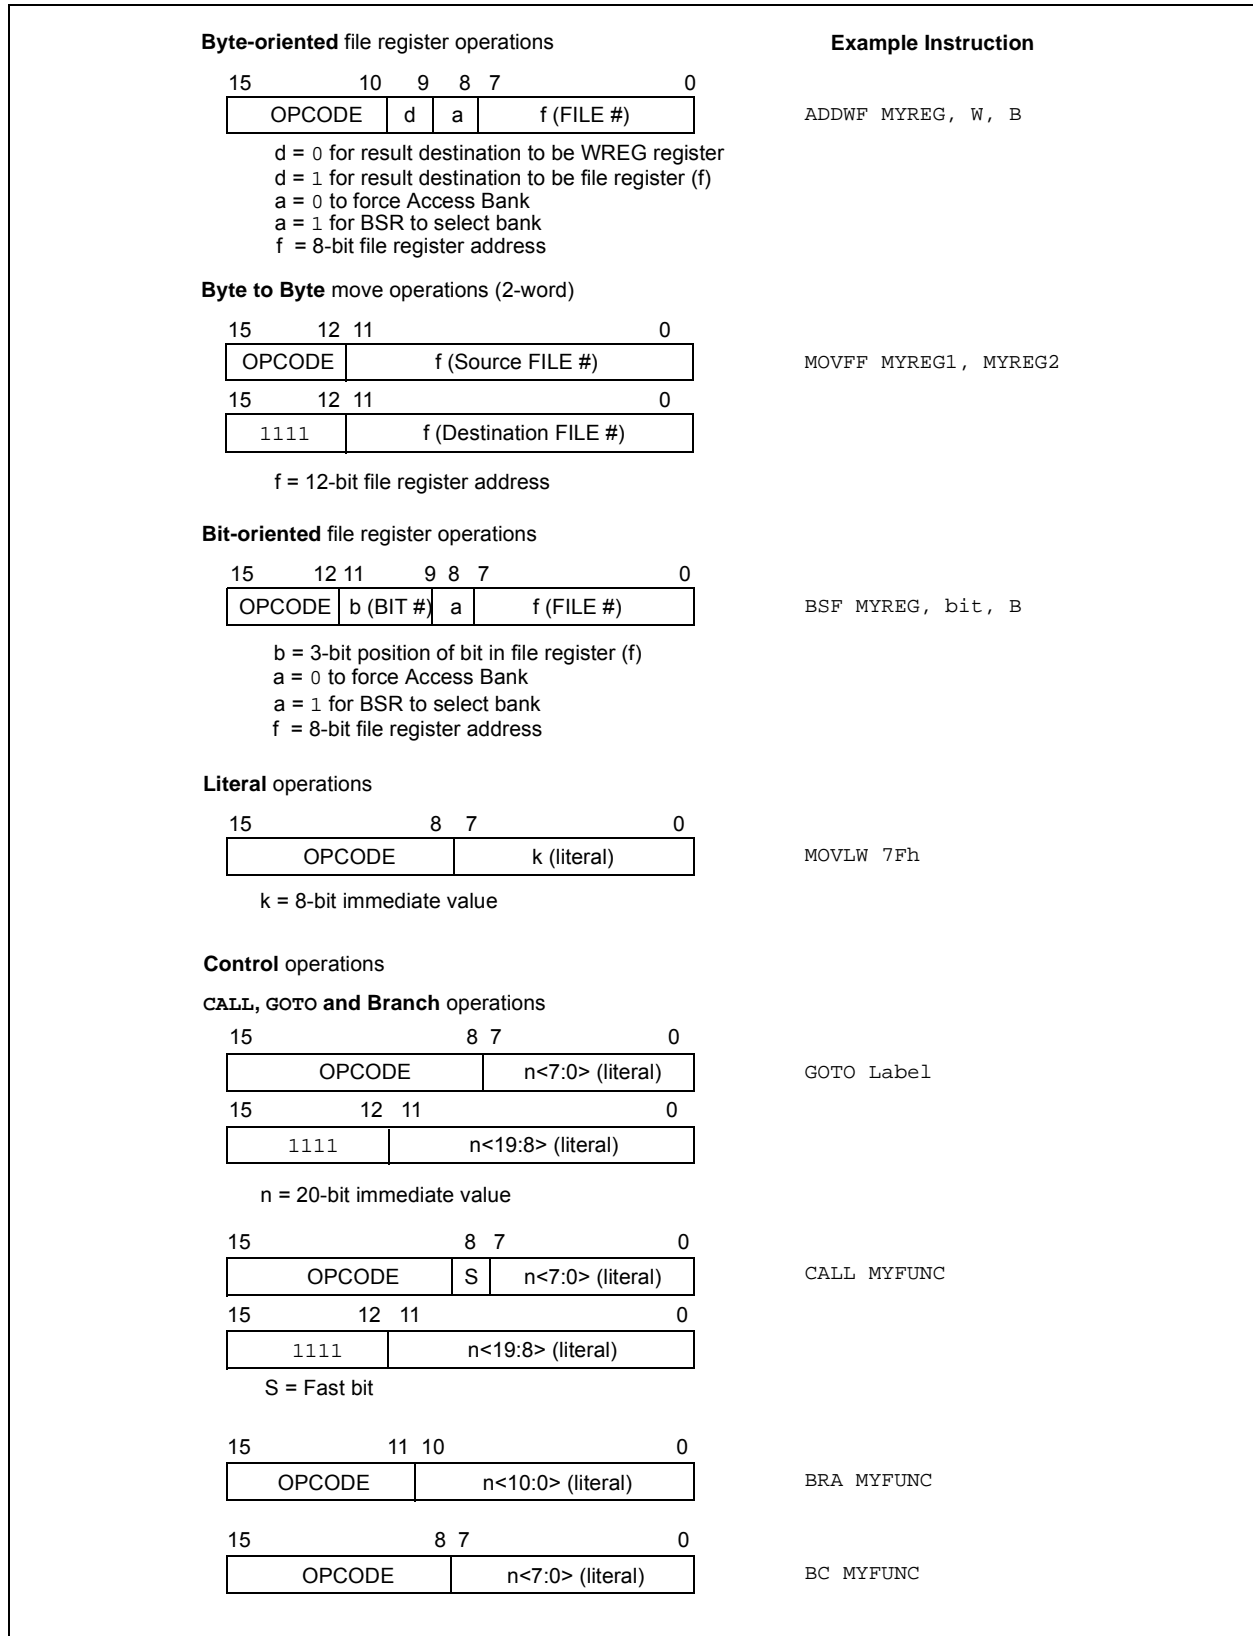 Byte-oriented file register operations Example Instruction
15 10 9 8 7 0
OPCODE d a f (FILE #) ADDWF MYREG, W, B
d = 0 for result destination to be WREG register
d = 1 for result destination to be file register (f)
a = 0 to force Access Bank
a = 1 for BSR to select bank
f = 8-bit file register address
Byte to Byte move operations (2-word)
15 12 11 0
OPCODE f (Source FILE #) MOVFF MYREG1, MYREG2
15 12 11 0
1111 f (Destination FILE #)
f = 12-bit file register address
Bit-oriented file register operations
15 12 11 9 8 7 0
OPCODE b (BIT #) a f (FILE #) BSF MYREG, bit, B
b = 3-bit position of bit in file register (f)
a = 0 to force Access Bank
a = 1 for BSR to select bank
f = 8-bit file register address
Literal operations
15 8 7 0
OPCODE k (literal) MOVLW 7Fh
k = 8-bit immediate value
Control operations
CALL, GOTO and Branch operations
15 8 7 0
OPCODE n<7:0> (literal) GOTO Label
15 12 11 0
1111 n<19:8> (literal)
n = 20-bit immediate value
15 8 7 0
OPCODE S n<7:0> (literal) CALL MYFUNC
15 12 11 0
1111 n<19:8> (literal)
S = Fast bit
15 11 10 0
OPCODE n<10:0> (literal) BRA MYFUNC
15 8 7 0
OPCODE n<7:0> (literal) BC MYFUNC